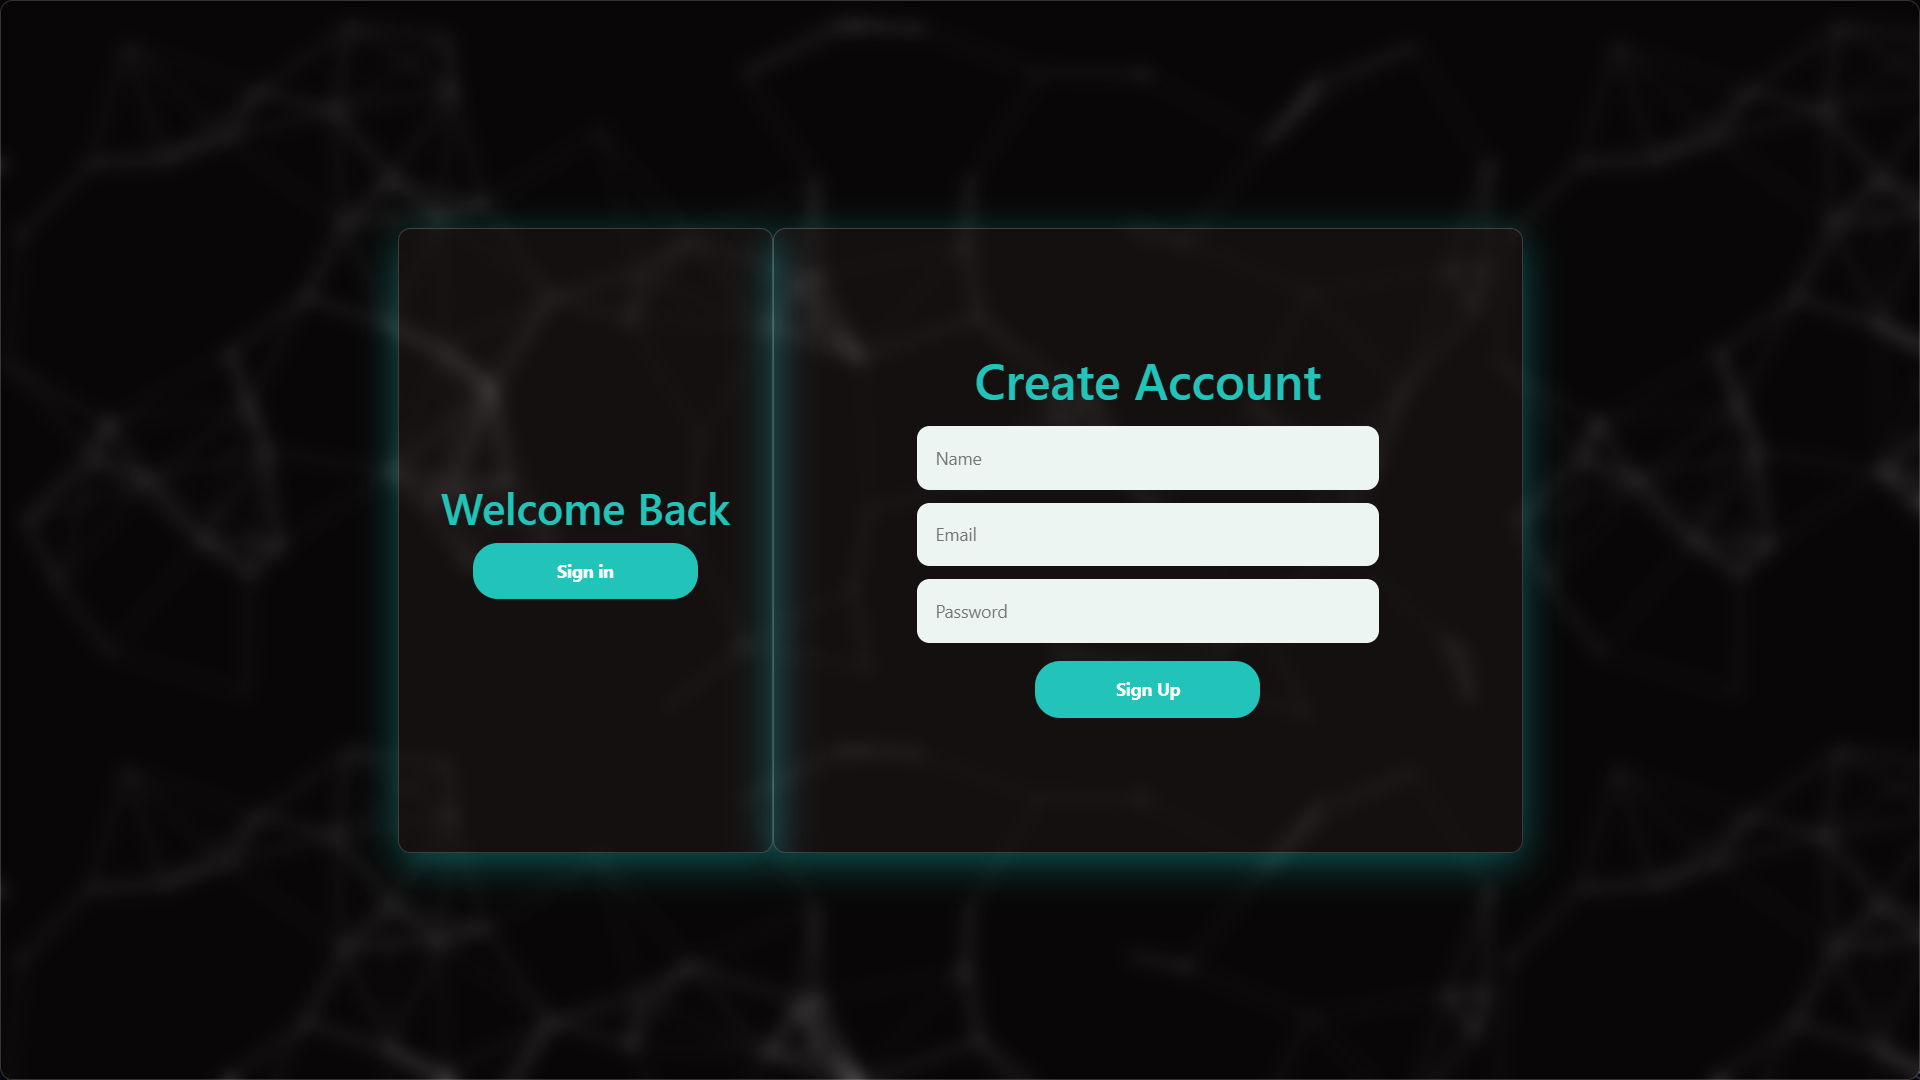 Welcome Back
Sign in
Create Account
Name
Email
Password
Sign Up